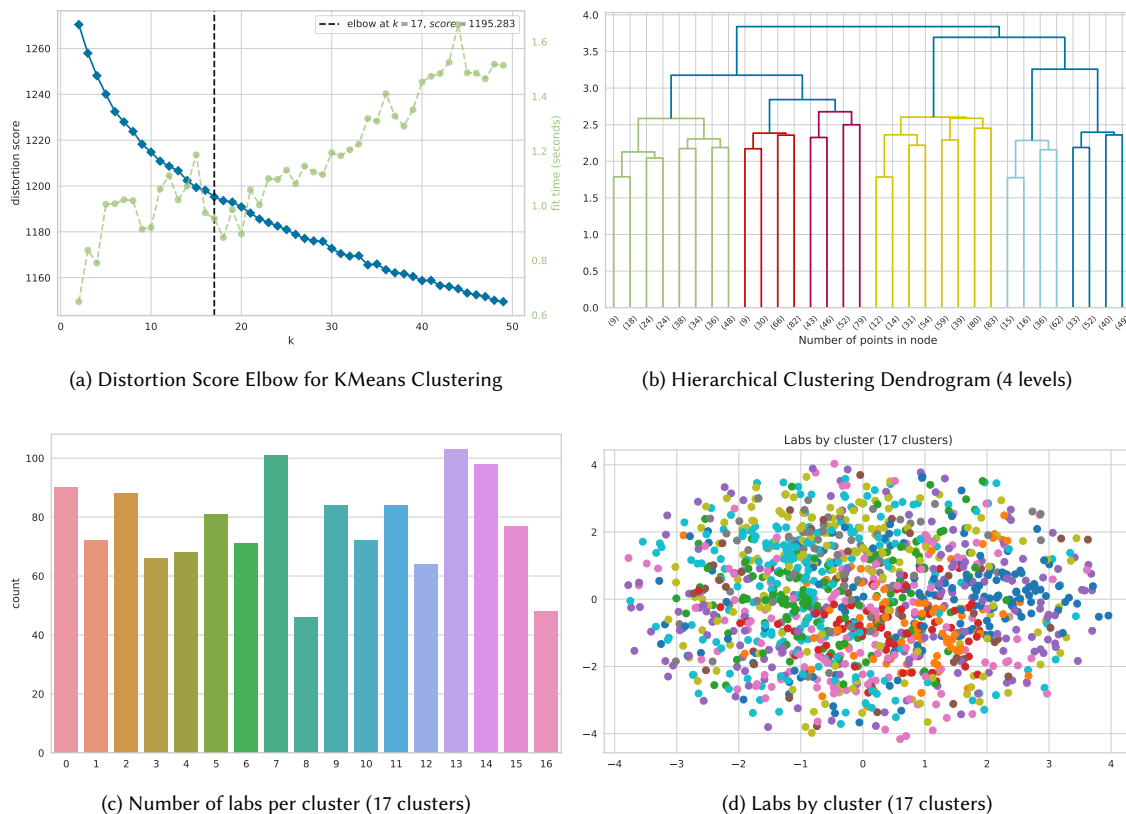 elbow at k = 17, score = 1195.283
1260
1240
1220
1200
1180
1160
distortion score
1.6
1.4
1.2
1.0
0.8
0.6
fit time (seconds)
0 10 20 30 40 50
k
(a) Distortion Score Elbow for KMeans Clustering
4.0
3.5
3.0
2.5
2.0
1.5
1.0
0.5
0.0
(9) (18) (24) (24) (38) (34) (36) (48) (9) (30) (66) (82) (43) (46) (52) (79) (12) (14) (31) (54) (59) (39) (80) (83) (15) (16) (36) (62) (33) (52) (40) (49)
Number of points in node
(b) Hierarchical Clustering Dendrogram (4 levels)
100
80
60
40
20
0
count
0 1 2 3 4 5 6 7 8 9 10 11 12 13 14 15 16
(c) Number of labs per cluster (17 clusters)
Labs by cluster (17 clusters)
4
2
0
−2
−4
−4 −3 −2 −1 0 1 2 3 4
(d) Labs by cluster (17 clusters)